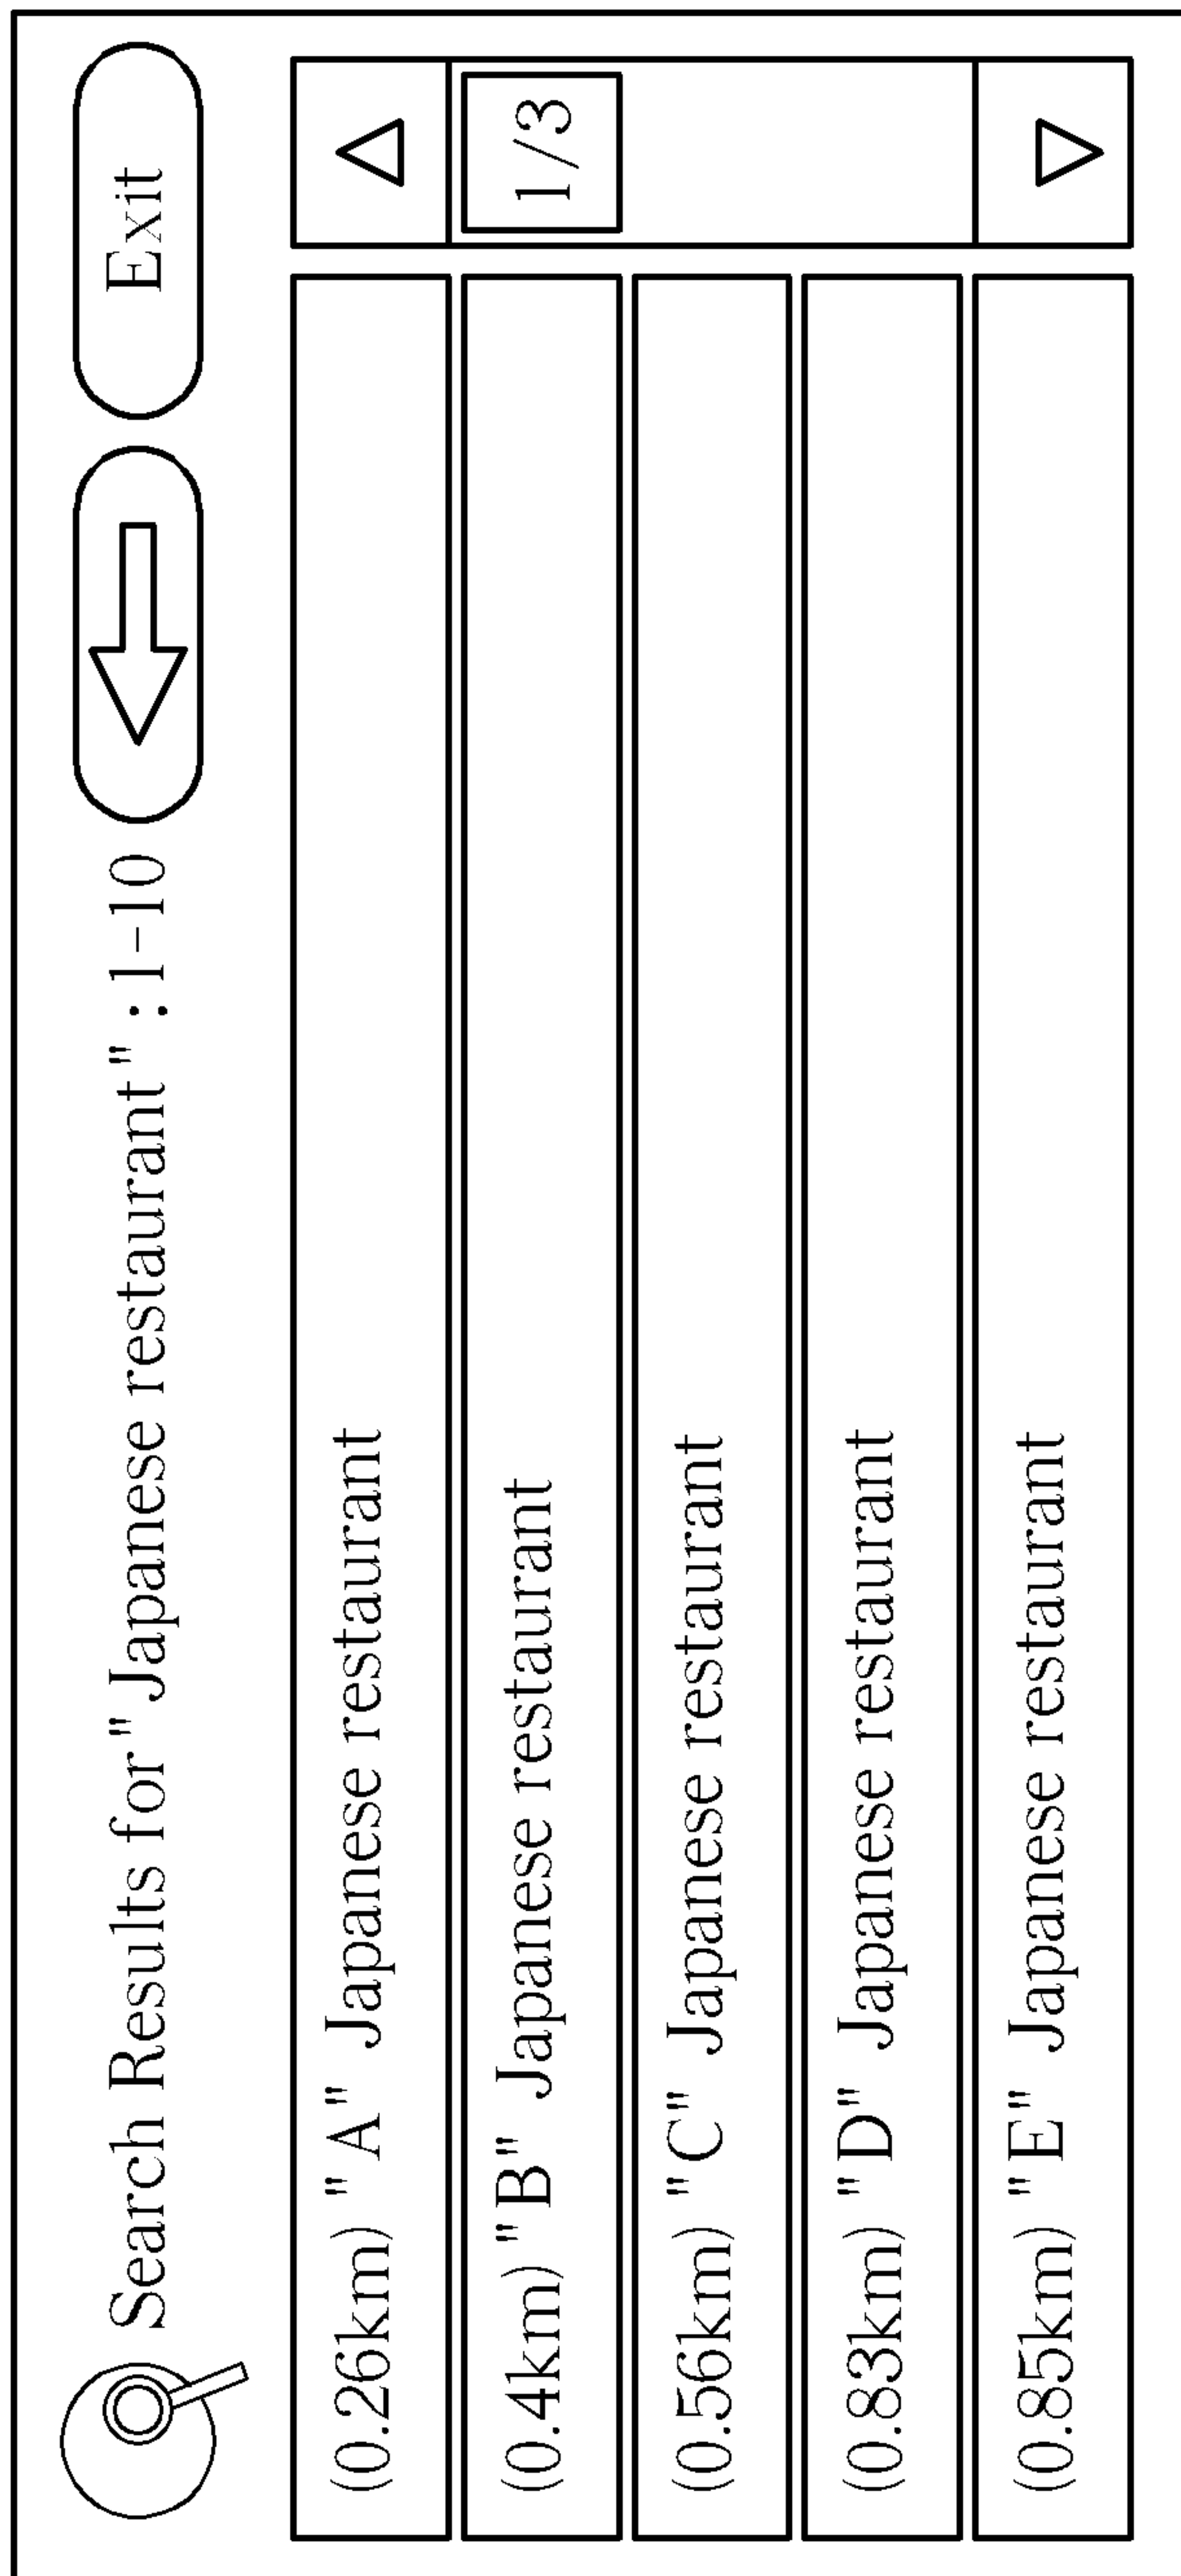 Search Results for "Japanese restaurant" : 1-10
Exit
(0.26km) "A" Japanese restaurant
(0.4km) "B" Japanese restaurant
(0.56km) "C" Japanese restaurant
(0.83km) "D" Japanese restaurant
(0.85km) "E" Japanese restaurant
1/3